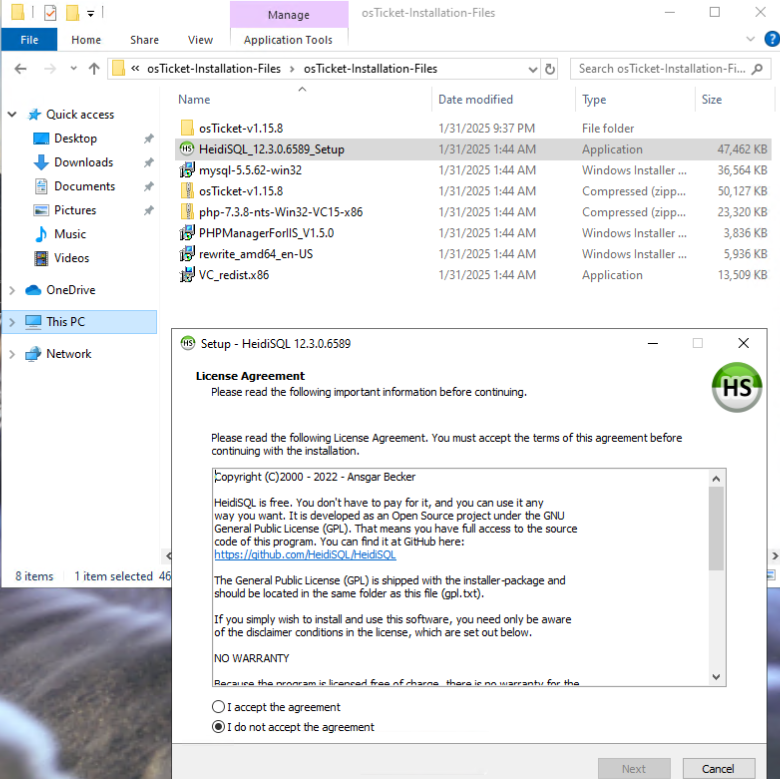 Manage
osTicket-Installation-Files
File
Home
Share
View
Application Tools
« osTicket-Installation-Files > osTicket-Installation-Files
Search osTicket-Installation-Fi...
Name
Date modified
Type
Size
Quick access
Desktop
Downloads
Documents
Pictures
Music
Videos
OneDrive
This PC
Network
osTicket-v1.15.8 1/31/2025 9:37 PM File folder
HeidiSQL_12.3.0.6589_Setup 1/31/2025 1:44 AM Application 47,462 KB
mysql-5.5.62-win32 1/31/2025 1:44 AM Windows Installer ... 36,564 KB
osTicket-v1.15.8 1/31/2025 1:44 AM Compressed (zipp... 50,127 KB
php-7.3.8-nts-Win32-VC15-x86 1/31/2025 1:44 AM Compressed (zipp... 23,320 KB
PHPManagerForIIS_V1.5.0 1/31/2025 1:44 AM Windows Installer ... 3,836 KB
rewrite_amd64_en-US 1/31/2025 1:44 AM Windows Installer ... 5,936 KB
VC_redist.x86 1/31/2025 1:44 AM Application 13,509 KB
8 items
1 item selected 46
HS Setup - HeidiSQL 12.3.0.6589
License Agreement
Please read the following important information before continuing.
HS
Please read the following License Agreement. You must accept the terms of this agreement before
continuing with the installation.
Copyright (C)2000 - 2022 - Ansgar Becker
HeidiSQL is free. You don't have to pay for it, and you can use it any
way you want. It is developed as an Open Source project under the GNU
General Public License (GPL). That means you have full access to the source
code of this program. You can find it at GitHub here:
https://github.com/HeidiSQL/HeidiSQL
The General Public License (GPL) is shipped with the installer-package and
should be located in the same folder as this file (gpl.txt).
If you simply wish to install and use this software, you need only be aware
of the disclaimer conditions in the license, which are set out below.
NO WARRANTY
Because the program is licensed free of charge, there is no warranty for the
I accept the agreement
I do not accept the agreement
Next
Cancel